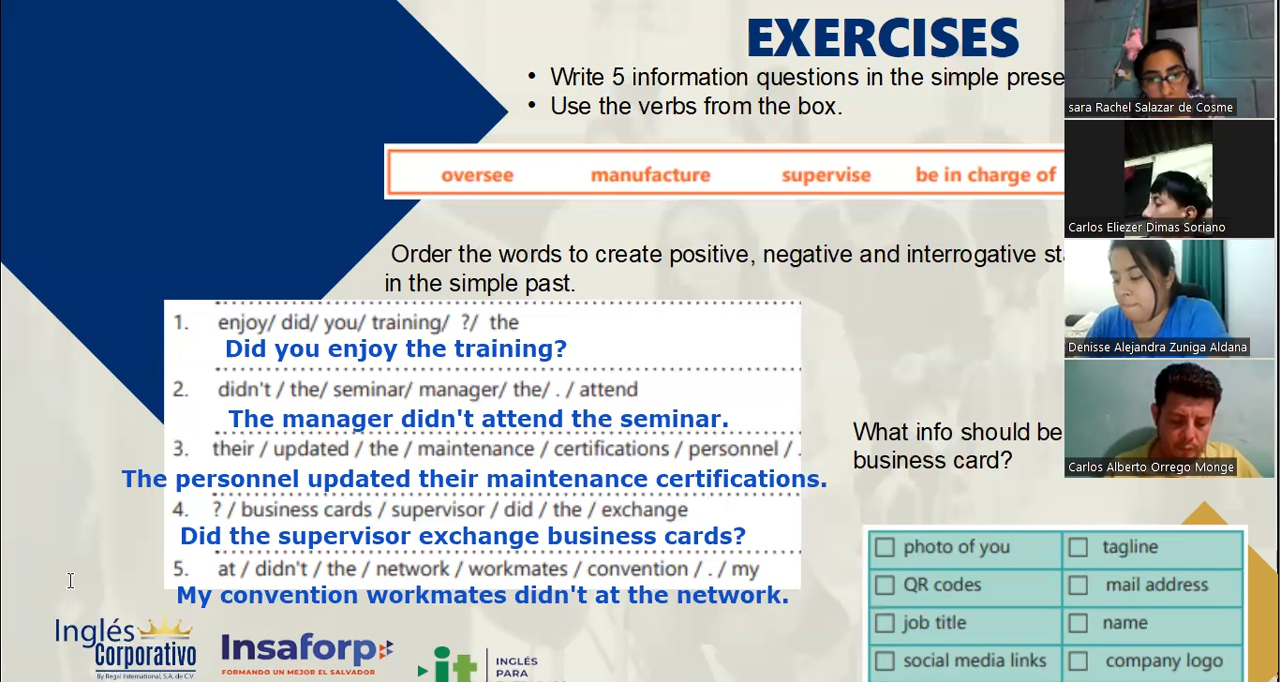 EXERCISES
• Write 5 information questions in the simple prese
• Use the verbs from the box.
oversee manufacture supervise be in charge of
Order the words to create positive, negative and interrogative st
in the simple past.
1. enjoy/ did/ you/ training/ ?/ the
Did you enjoy the training?
2. didn't / the/ seminar/ manager/ the/ . / attend
The manager didn't attend the seminar.
3. their / updated / the / maintenance / certifications / personnel / .
The personnel updated their maintenance certifications.
4. ? / business cards / supervisor / did / the / exchange
Did the supervisor exchange business cards?
5. at / didn't / the / network / workmates / convention / . / my
My convention workmates didn't at the network.
What info should be
business card?
photo of you tagline
QR codes mail address
job title name
social media links company logo
Inglés
Corporativo
By Regal International, S.A. de C.V.
Insaforp
FORMANDO UN MEJOR EL SALVADOR
it
INGLÉS
PARA
sara Rachel Salazar de Cosme
Carlos Eliezer Dimas Soriano
Denisse Alejandra Zuniga Aldana
Carlos Alberto Orrego Monge